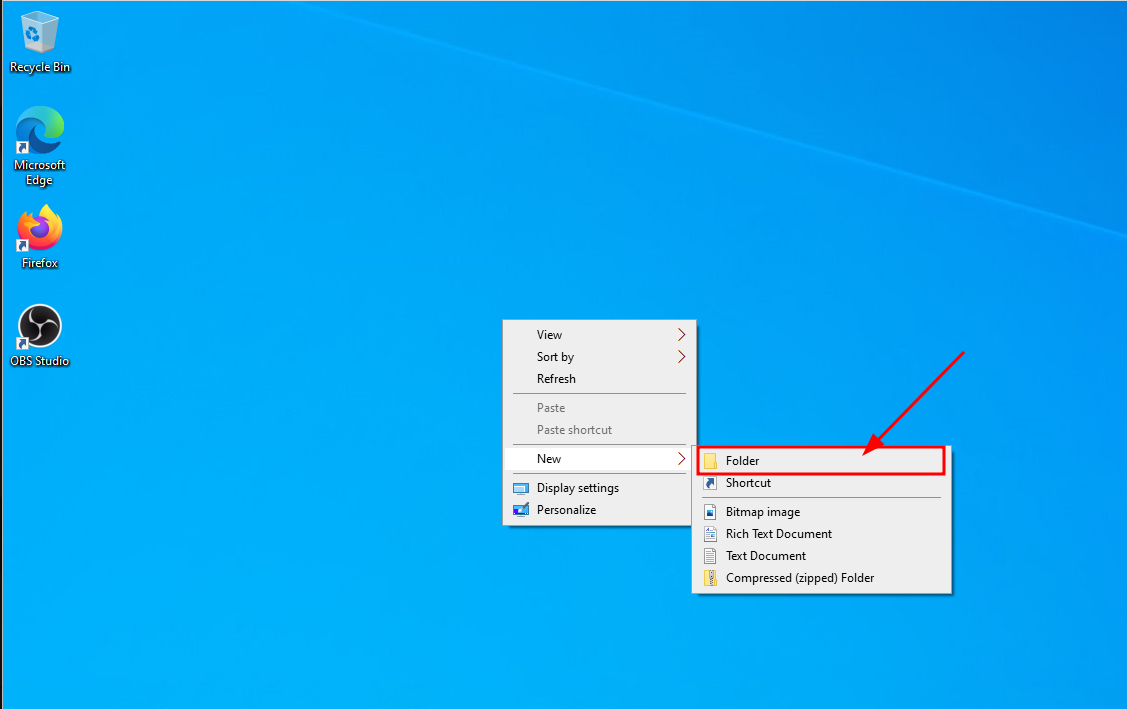 Recycle Bin
Microsoft
Edge
Firefox
OBS Studio
View
Sort by
Refresh
Paste
Paste shortcut
New
Display settings
Personalize
Folder
Shortcut
Bitmap image
Rich Text Document
Text Document
Compressed (zipped) Folder